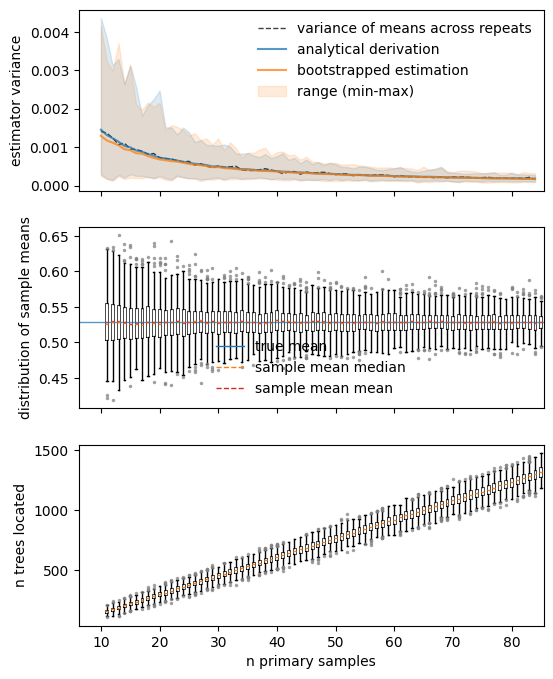 0.004
0.003
0.002
0.001
0.000
estimator variance
variance of means across repeats
analytical derivation
bootstrapped estimation
range (min-max)
0.65
0.60
0.55
0.50
0.45
distribution of sample means
true mean
sample mean median
sample mean mean
1500
1000
500
n trees located
10 20 30 40 50 60 70 80
n primary samples